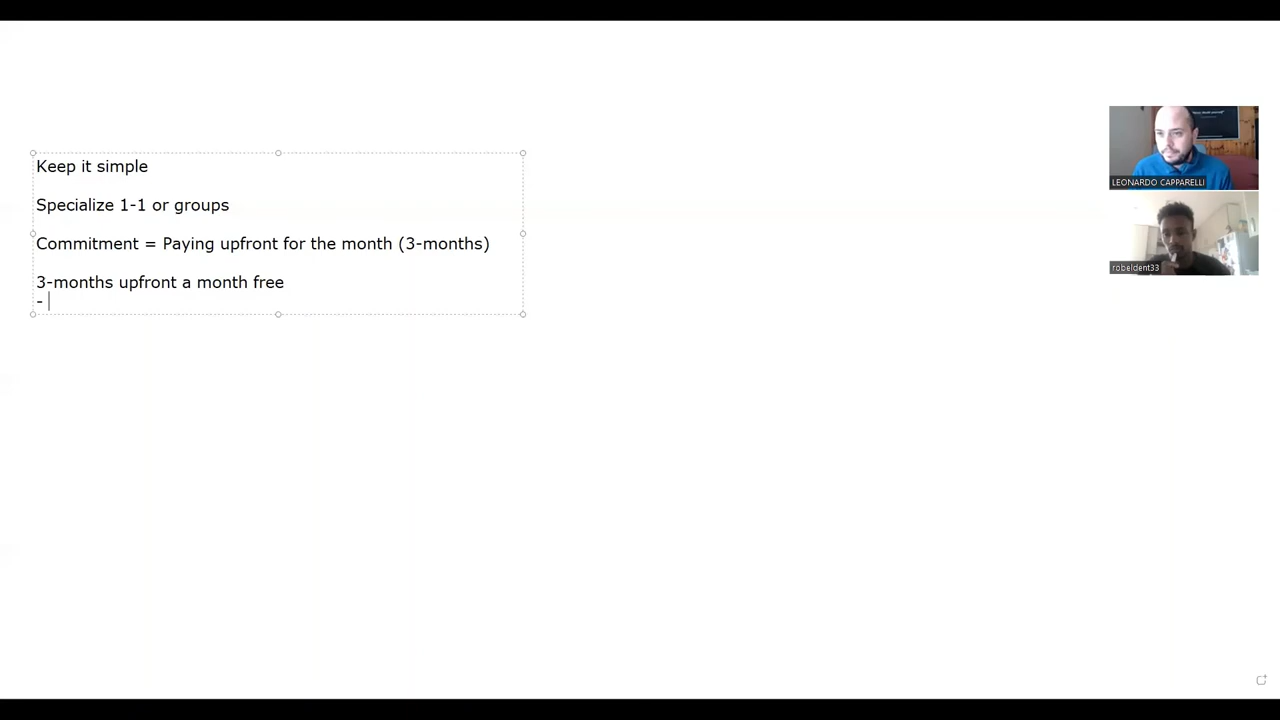 Keep it simple
Specialize 1-1 or groups
Commitment = Paying upfront for the month (3-months)
3-months upfront a month free
-
LEONARDO CAPPARELLI
robeldent33